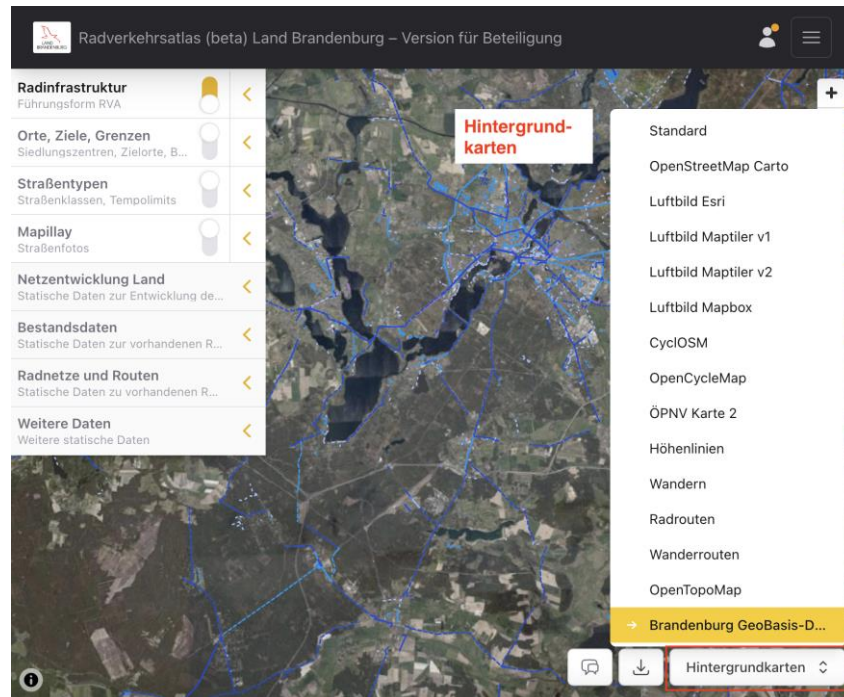 LAND
BRANDENBURG
Radverkehrsatlas (beta) Land Brandenburg – Version für Beteiligung
Radinfrastruktur
Führungsform RVA
Orte, Ziele, Grenzen
Siedlungszentren, Zielorte, B...
Straßentypen
Straßenklassen, Tempolimits
Mapillay
Straßenfotos
Netzentwicklung Land
Statische Daten zur Entwicklung de...
Bestandsdaten
Statische Daten zur vorhandenen R...
Radnetze und Routen
Statische Daten zu vorhandenen R...
Weitere Daten
Weitere statische Daten
Hintergrund-
karten
+
Standard
OpenStreetMap Carto
Luftbild Esri
Luftbild Maptiler v1
Luftbild Maptiler v2
Luftbild Mapbox
CyclOSM
OpenCycleMap
ÖPNV Karte 2
Höhenlinien
Wandern
Radrouten
Wanderrouten
OpenTopoMap
Brandenburg GeoBasis-D...
Hintergrundkarten